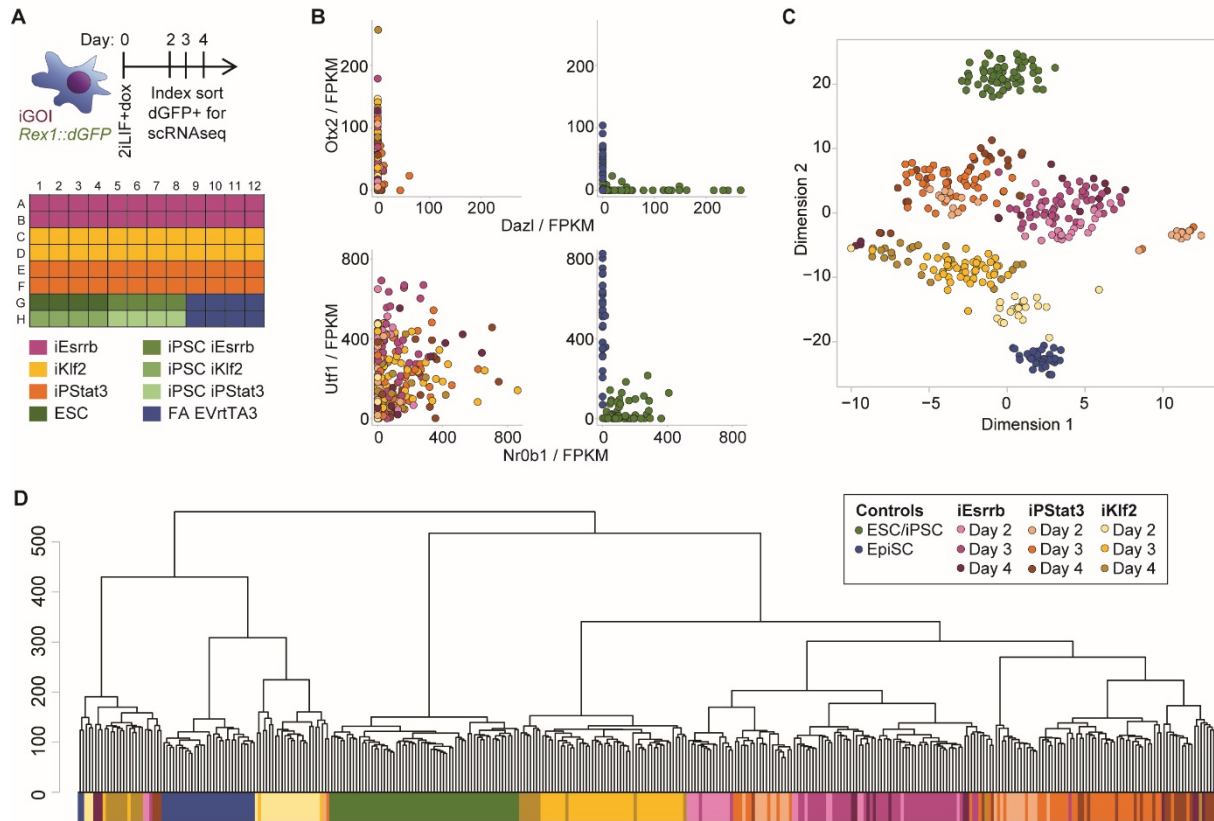 A
Day: 0 2 3 4
iGOI
Rex1::dGFP
2iLIF+dox
Index sort
dGFP+ for
scRNAseq
1 2 3 4 5 6 7 8 9 10 11 12
A
B
C
D
E
F
G
H
iEsrrb
iPSC iEsrrb
iKlf2
iPSC iKlf2
iPStat3
iPSC iPStat3
ESC
FA EVrtTA3
B
Otx2 / FPKM
200
100
0
0 100 200
200
100
0
0 100 200
Dazl / FPKM
Utf1 / FPKM
800
400
0
0 400 800
800
400
0
0 400 800
Nr0b1 / FPKM
C
Dimension 2
20
10
0
−10
−20
−10 −5 0 5 10
Dimension 1
D
500
400
300
200
100
0
Controls iEsrrb iPStat3 iKlf2
ESC/iPSC Day 2 Day 2 Day 2
EpiSC Day 3 Day 3 Day 3
Day 4 Day 4 Day 4